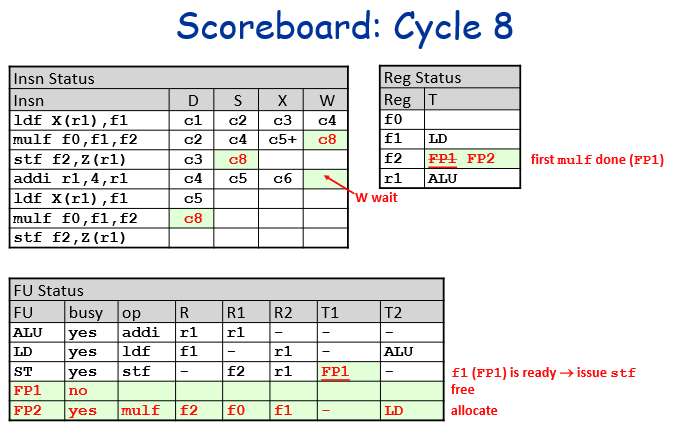 Scoreboard: Cycle 8
Insn Status
Insn D S X W
ldf X(r1),f1 c1 c2 c3 c4
mulf f0,f1,f2 c2 c4 c5+ c8
stf f2,Z(r1) c3 c8
addi r1,4,r1 c4 c5 c6
ldf X(r1),f1 c5
mulf f0,f1,f2 c8
stf f2,Z(r1)
Reg Status
Reg T
f0
f1 LD
f2 FP1 FP2
r1 ALU
first mulf done (FP1)
W wait
FU Status
FU busy op R R1 R2 T1 T2
ALU yes addi r1 r1 - - -
LD yes ldf f1 - r1 - ALU
ST yes stf - f2 r1 FP1 -
FP1 no
FP2 yes mulf f2 f0 f1 - LD
f1 (FP1) is ready → issue stf
free
allocate